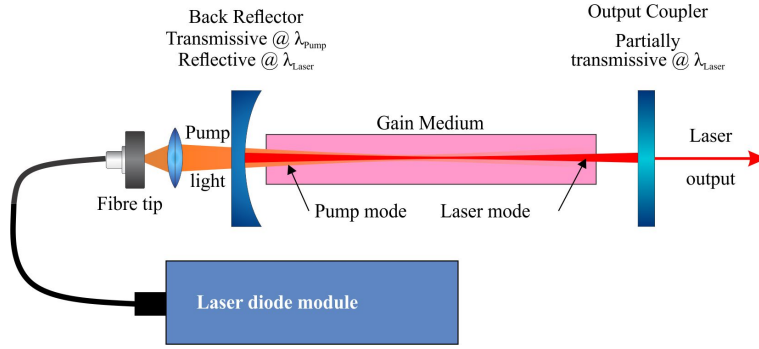 Back Reflector
Transmissive @ λPump
Reflective @ λLaser
Output Coupler
Partially
transmissive @ λLaser
Gain Medium
Pump
light
Laser
output
Fibre tip
Pump mode
Laser mode
Laser diode module